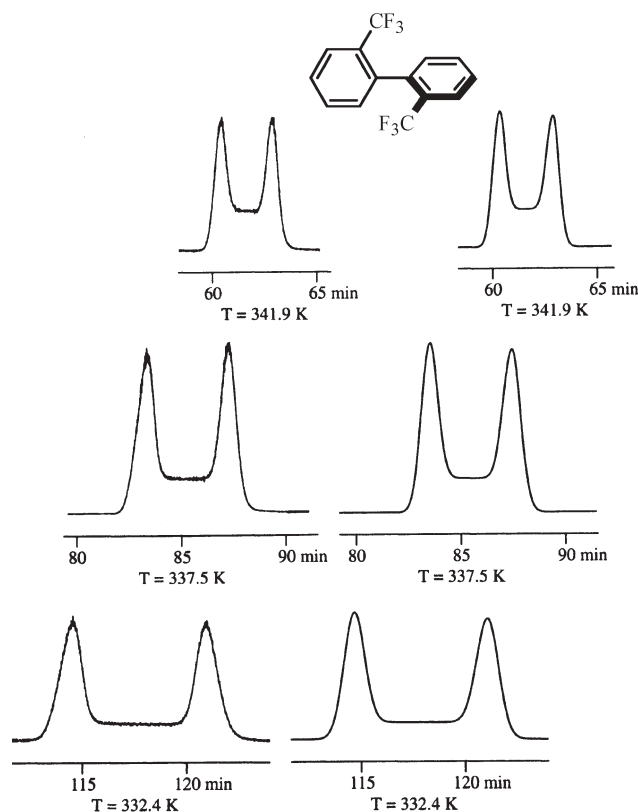 CF3
F3C
60 65 min
T = 341.9 K
60 65 min
T = 341.9 K
80 85 90 min
T = 337.5 K
80 85 90 min
T = 337.5 K
115 120 min
T = 332.4 K
115 120 min
T = 332.4 K